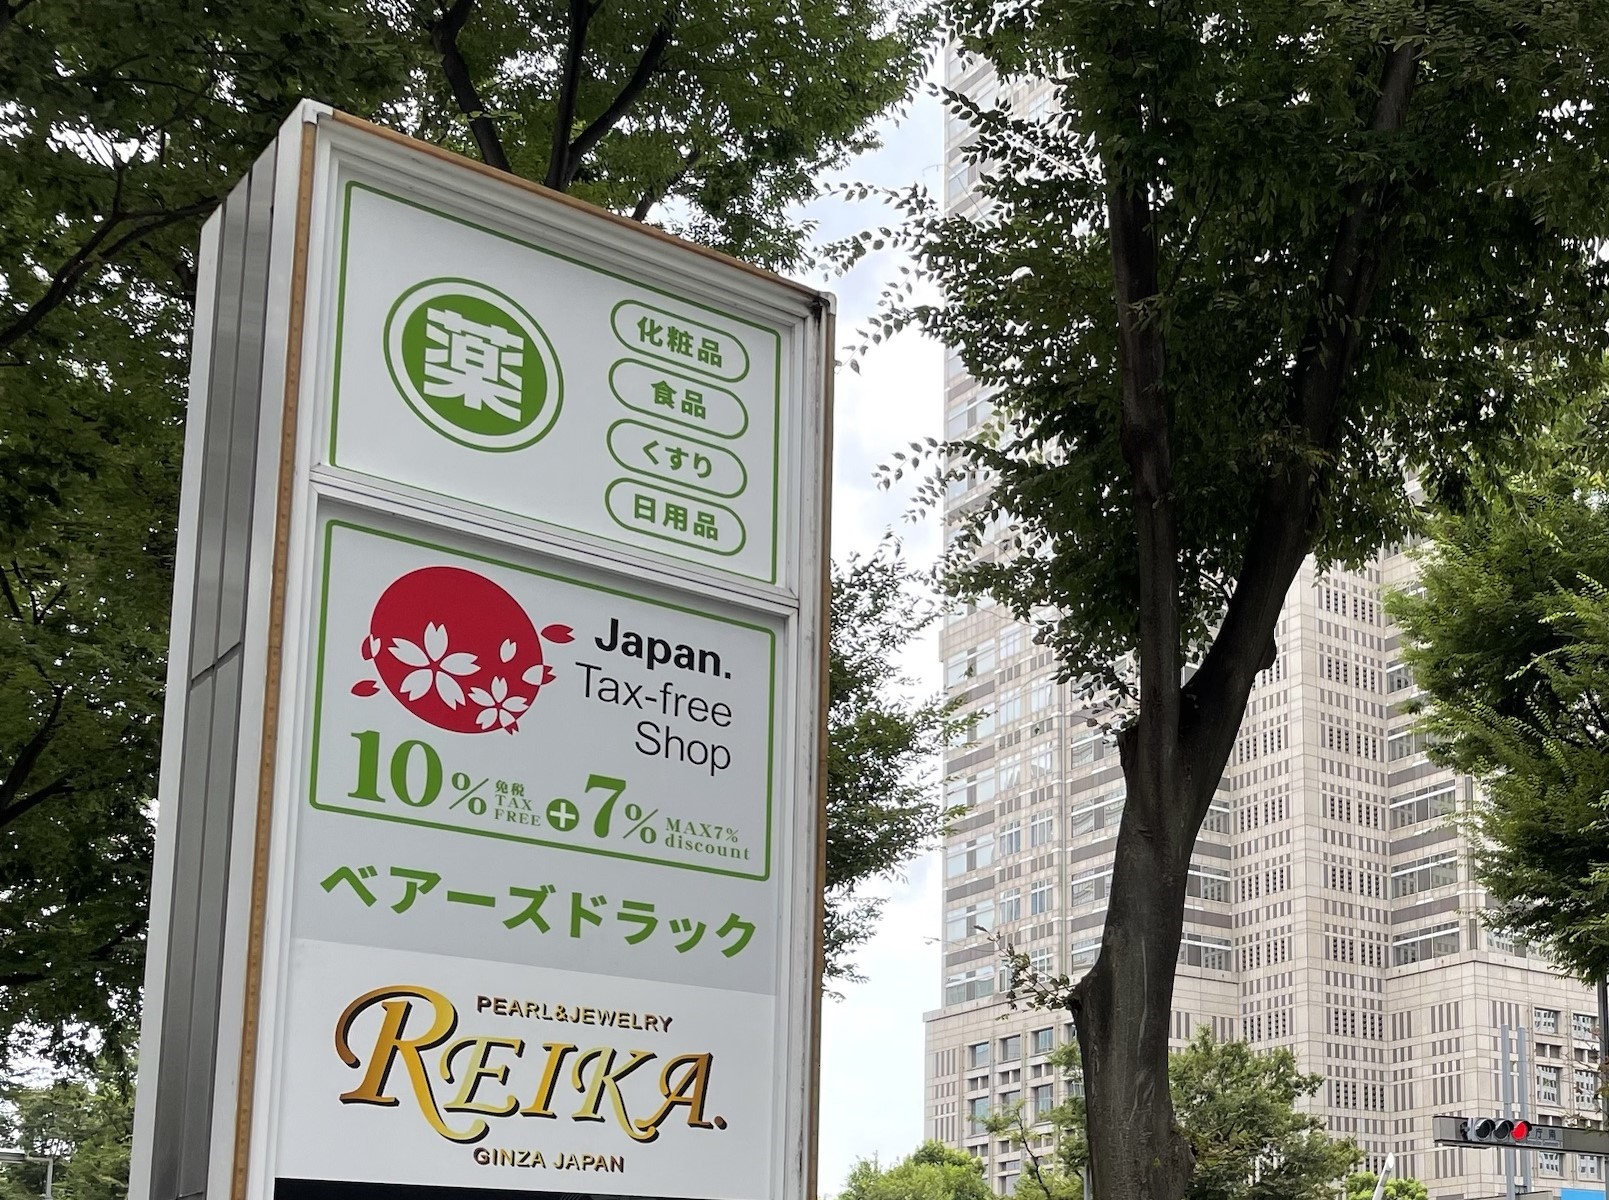 薬
化粧品
食品
くすり
日用品
Japan.
Tax-free
Shop
10% 免税 TAX FREE + 7% MAX7% discount
ベアーズドラック
PEARL&JEWELRY
REIKA.
GINZA JAPAN